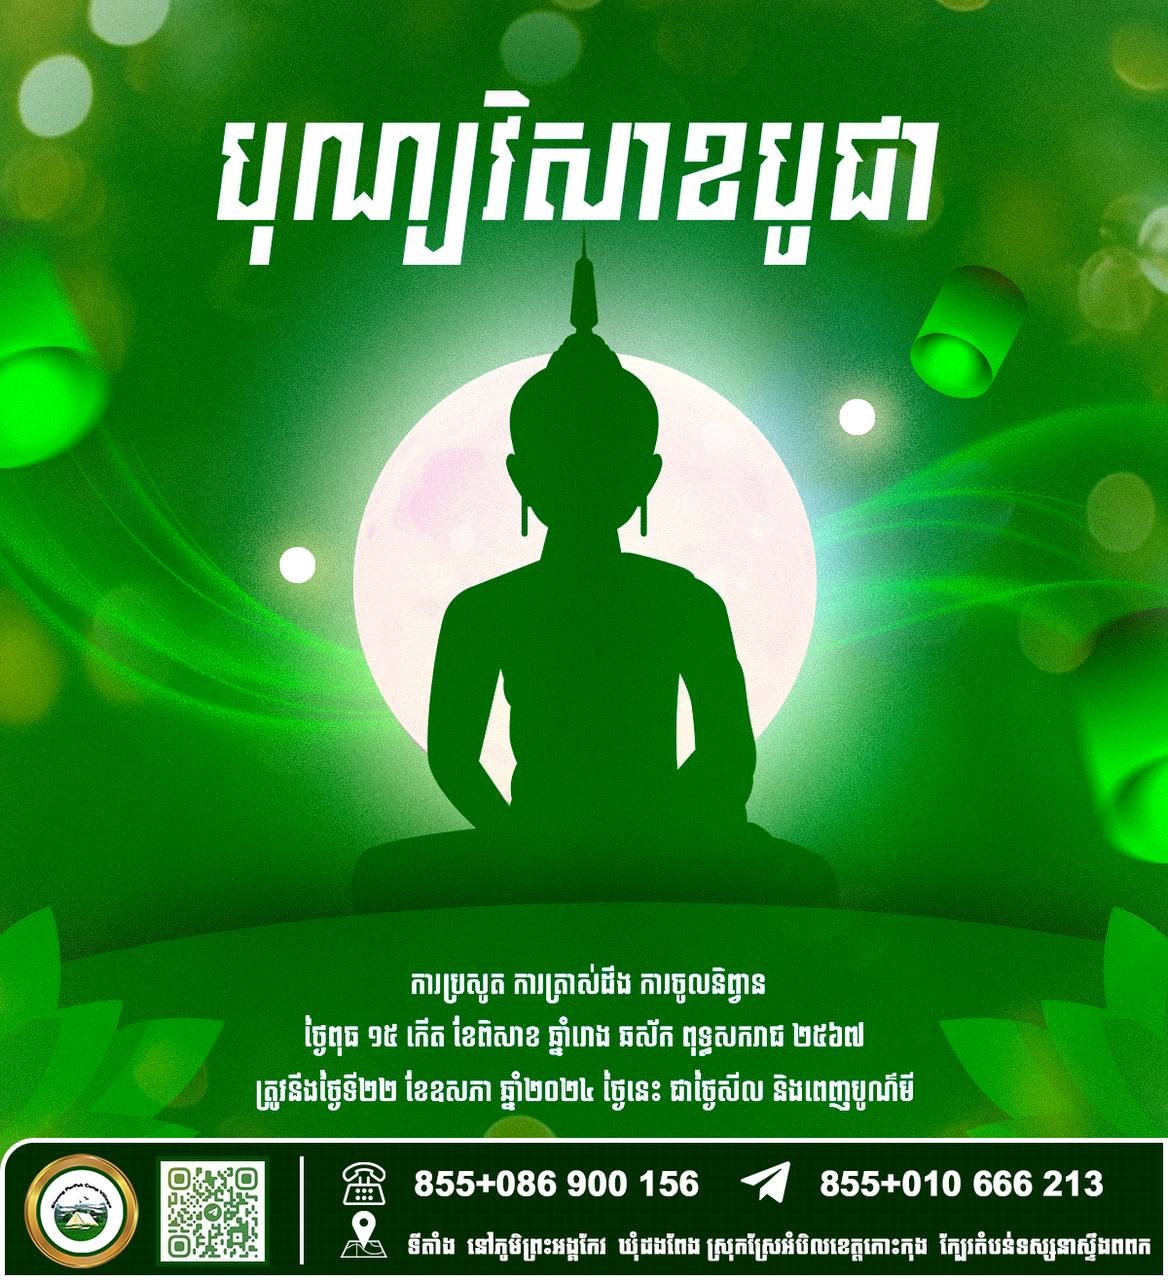 បុណ្យវិសាខបូជា
ការប្រសូត ការត្រាស់ដឹង ការចូលនិព្វាន
ថ្ងៃពុធ ១៥ កើត ខែពិសាខ ឆ្នាំរោង ឆស័ក ពុទ្ធសករាជ ២៥៦៧
ត្រូវនឹងថ្ងៃទី២២ ខែឧសភា ឆ្នាំ២០២៤ ថ្ងៃនេះ ជាថ្ងៃសីល និងពេញបូណ៌មី
855+086 900 156 855+010 666 213
ទីតាំង នៅភូមិព្រះអង្គកែវ ឃុំដងពែង ស្រុកស្រែអំបិលខេត្តកោះកុង ក្បែរតំបន់ទស្សនាស្ទឹងពពក